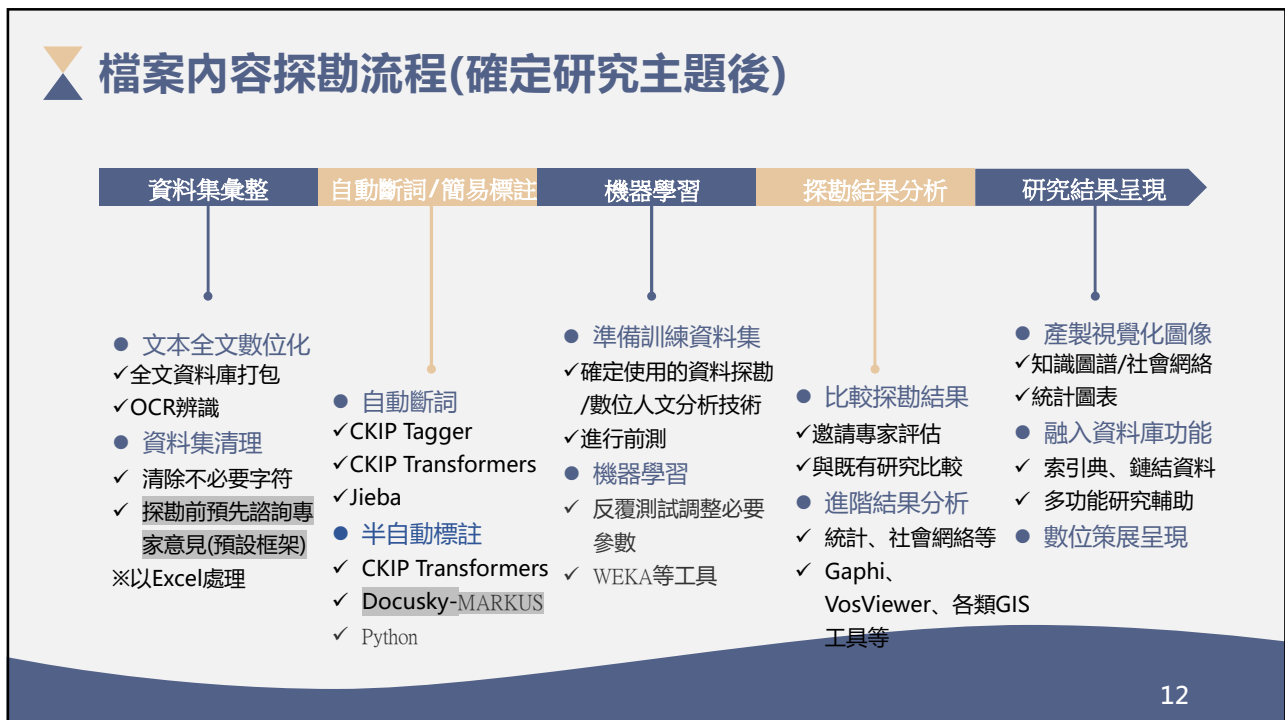 檔案內容探勘流程(確定研究主題後)
資料集彙整
自動斷詞/簡易標註
機器學習
探勘結果分析
研究結果呈現
● 文本全文數位化
✓全文資料庫打包
✓OCR辨識
● 資料集清理
✓ 清除不必要字符
✓ 探勘前預先諮詢專
家意見(預設框架)
※以Excel處理
● 自動斷詞
✓CKIP Tagger
✓CKIP Transformers
✓Jieba
● 半自動標註
✓ CKIP Transformers
✓ Docusky-MARKUS
✓ Python
● 準備訓練資料集
✓確定使用的資料探勘
/數位人文分析技術
✓進行前測
● 機器學習
✓ 反覆測試調整必要
參數
✓ WEKA等工具
● 比較探勘結果
✓邀請專家評估
✓與既有研究比較
● 進階結果分析
✓ 統計、社會網絡等
✓ Gaphi、
VosViewer、各類GIS
工具等
● 產製視覺化圖像
✓知識圖譜/社會網絡
✓統計圖表
● 融入資料庫功能
✓ 索引典、鏈結資料
✓ 多功能研究輔助
● 數位策展呈現
12